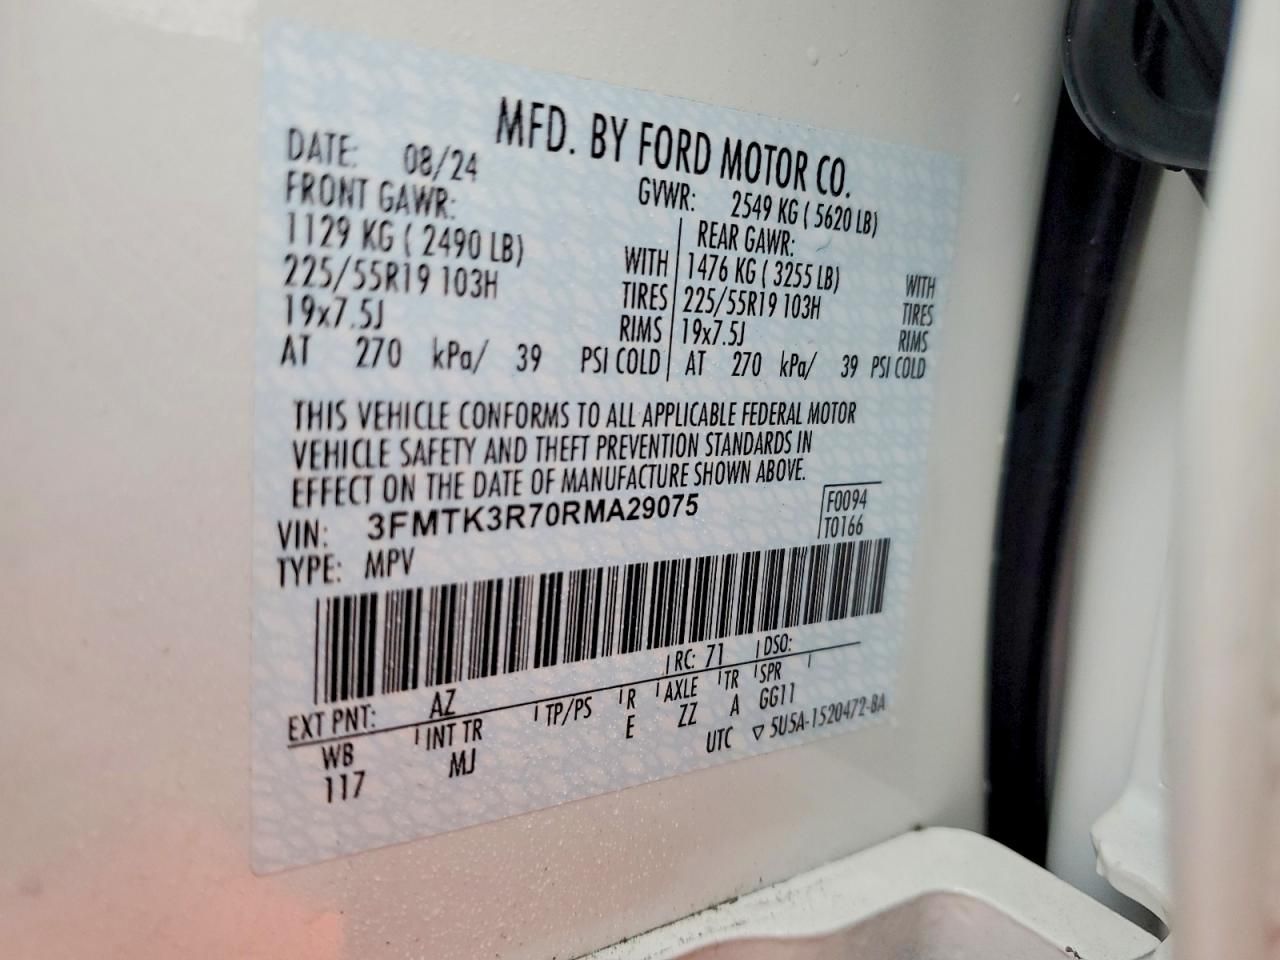 MFD. BY FORD MOTOR CO.
DATE: 08/24 GVWR: 2549 KG ( 5620 LB)
FRONT GAWR: REAR GAWR:
1129 KG ( 2490 LB) WITH 1476 KG ( 3255 LB) WITH
225/55R19 103H TIRES 225/55R19 103H TIRES
19x7.5J RIMS 19x7.5J RIMS
AT 270 kPa/ 39 PSI COLD AT 270 kPa/ 39 PSI COLD
THIS VEHICLE CONFORMS TO ALL APPLICABLE FEDERAL MOTOR
VEHICLE SAFETY AND THEFT PREVENTION STANDARDS IN
EFFECT ON THE DATE OF MANUFACTURE SHOWN ABOVE.
VIN: 3FMTK3R70RMA29075 F0094
TYPE: MPV T0166
EXT PNT: AZ RC: 71 DSO:
WB INT TR TP/PS R AXLE TR SPR
117 MJ E ZZ A GG11
UTC ▽ 5U5A-1520472-BA